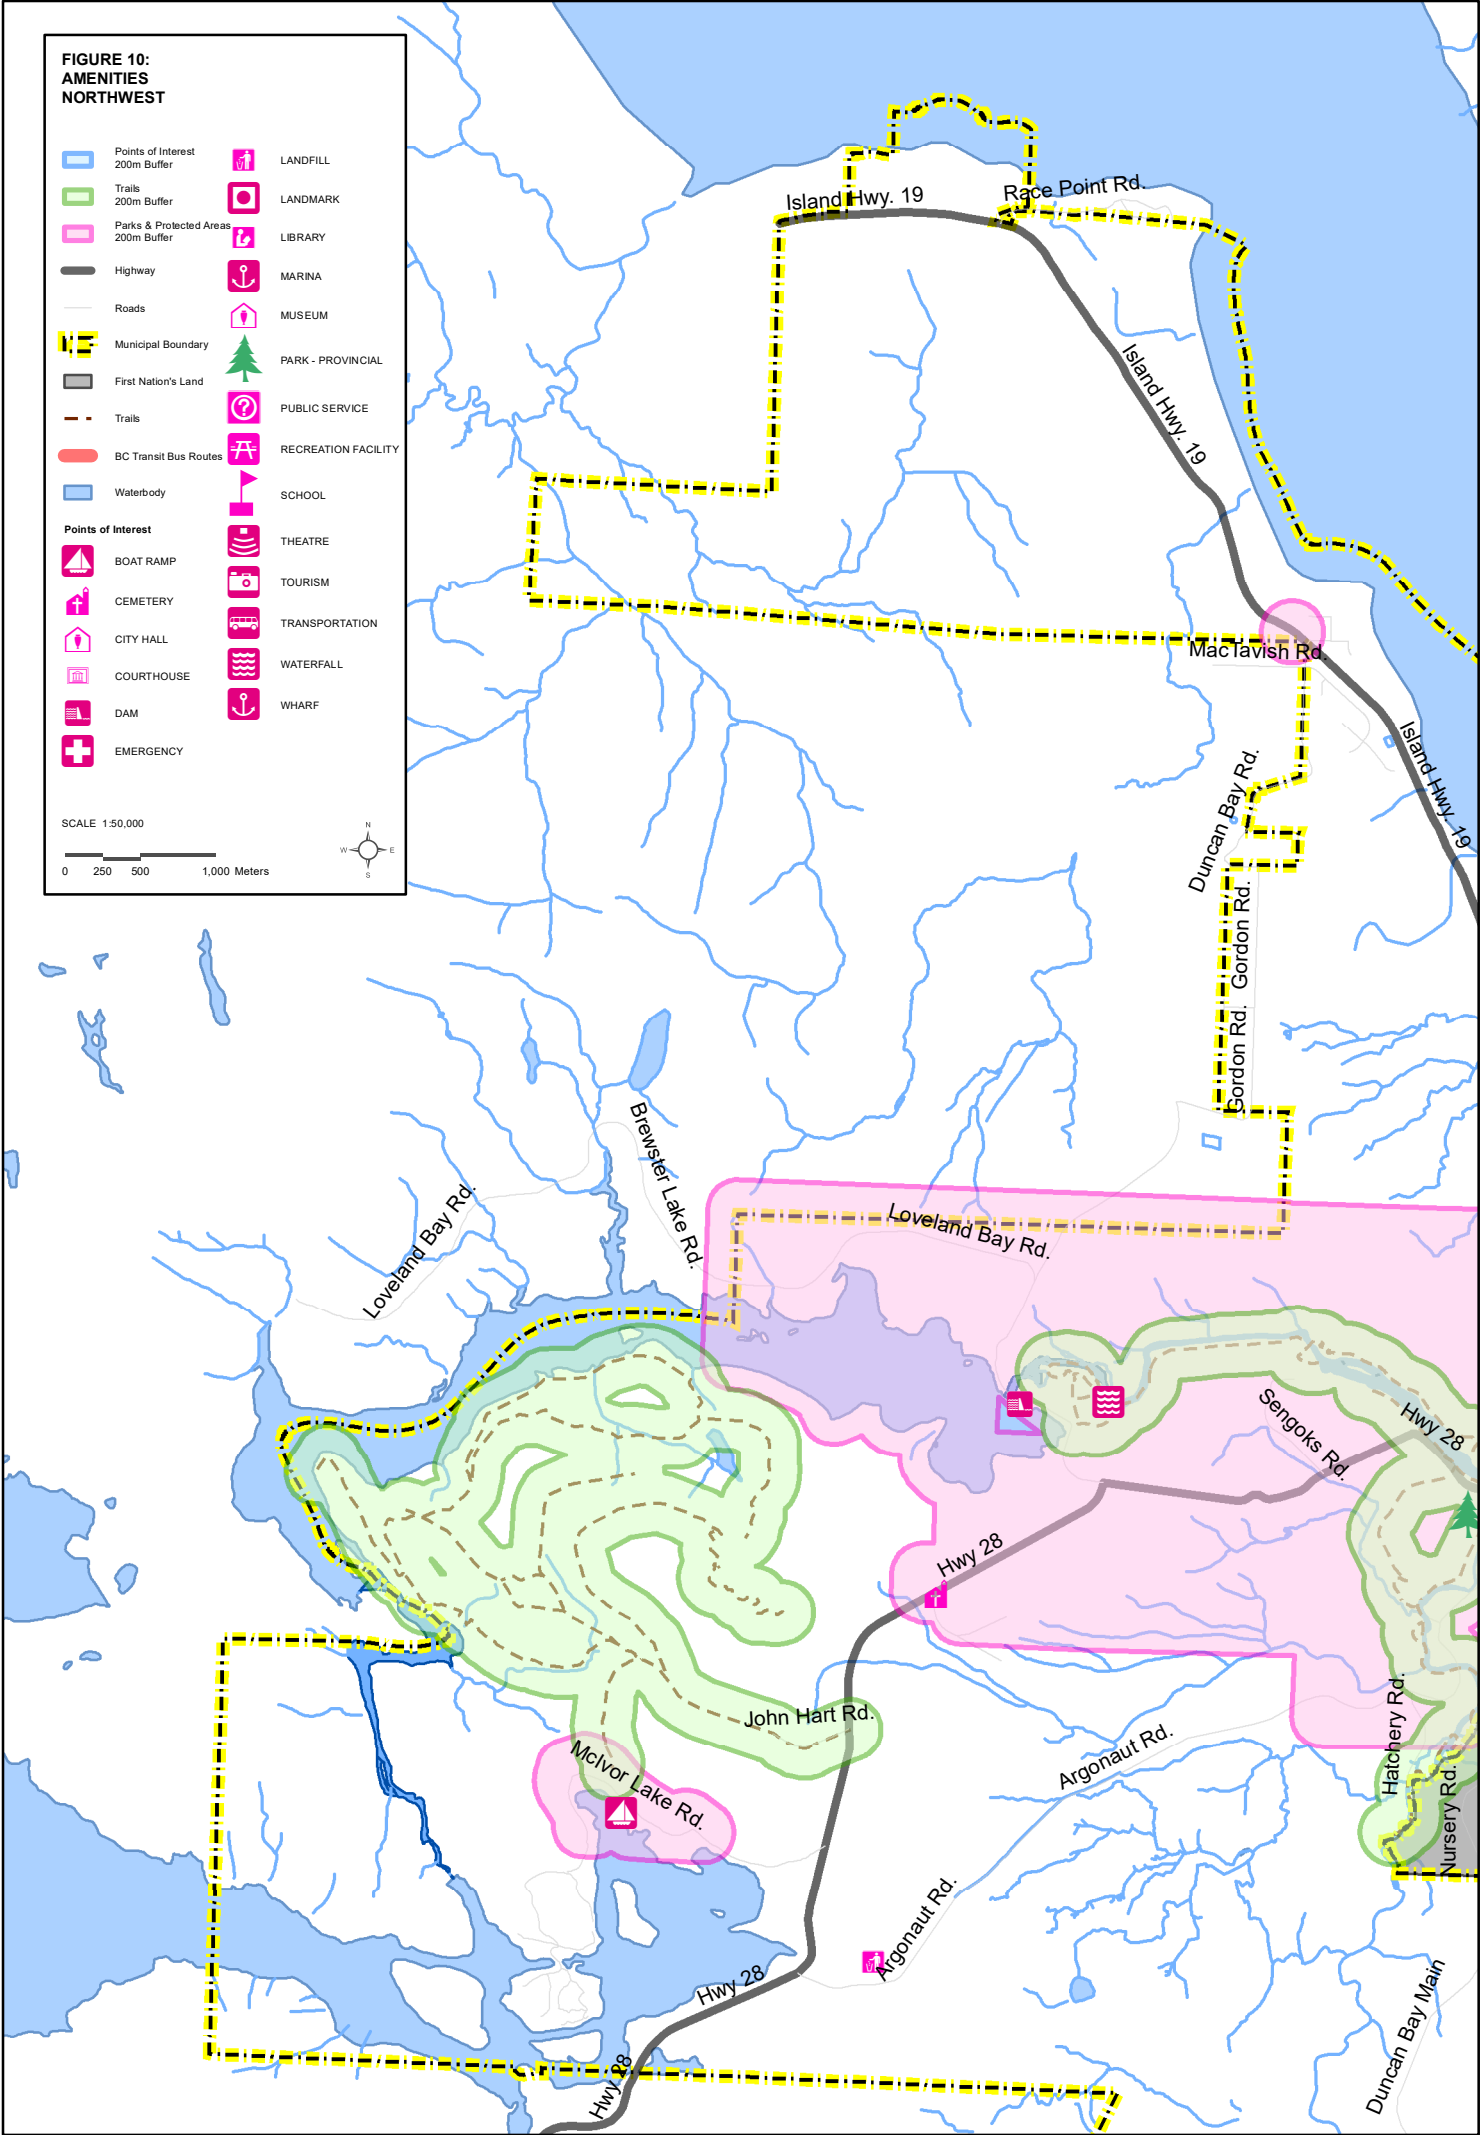 FIGURE 10:
AMENITIES
NORTHWEST
Points of Interest
200m Buffer
Trails
200m Buffer
Parks & Protected Areas
200m Buffer
Highway
Roads
Municipal Boundary
First Nation's Land
Trails
BC Transit Bus Routes
Waterbody
Points of Interest
BOAT RAMP
CEMETERY
CITY HALL
COURTHOUSE
DAM
EMERGENCY
LANDFILL
LANDMARK
LIBRARY
MARINA
MUSEUM
PARK - PROVINCIAL
PUBLIC SERVICE
RECREATION FACILITY
SCHOOL
THEATRE
TOURISM
TRANSPORTATION
WATERFALL
WHARF
SCALE 1:50,000
0 250 500 1,000 Meters
N
W E
S
Island Hwy. 19
Race Point Rd.
Island Hwy. 19
MacTavish Rd.
Island Hwy. 19
Duncan Bay Rd.
Gordon Rd.
Gordon Rd.
Brewster Lake Rd.
Loveland Bay Rd.
Loveland Bay Rd.
Sengoks Rd.
Hwy 28
Hwy 28
John Hart Rd.
McIvor Lake Rd.
Argonaut Rd.
Hatchery Rd.
Nursery Rd.
Argonaut Rd.
Hwy 28
Hwy 28
Duncan Bay Main